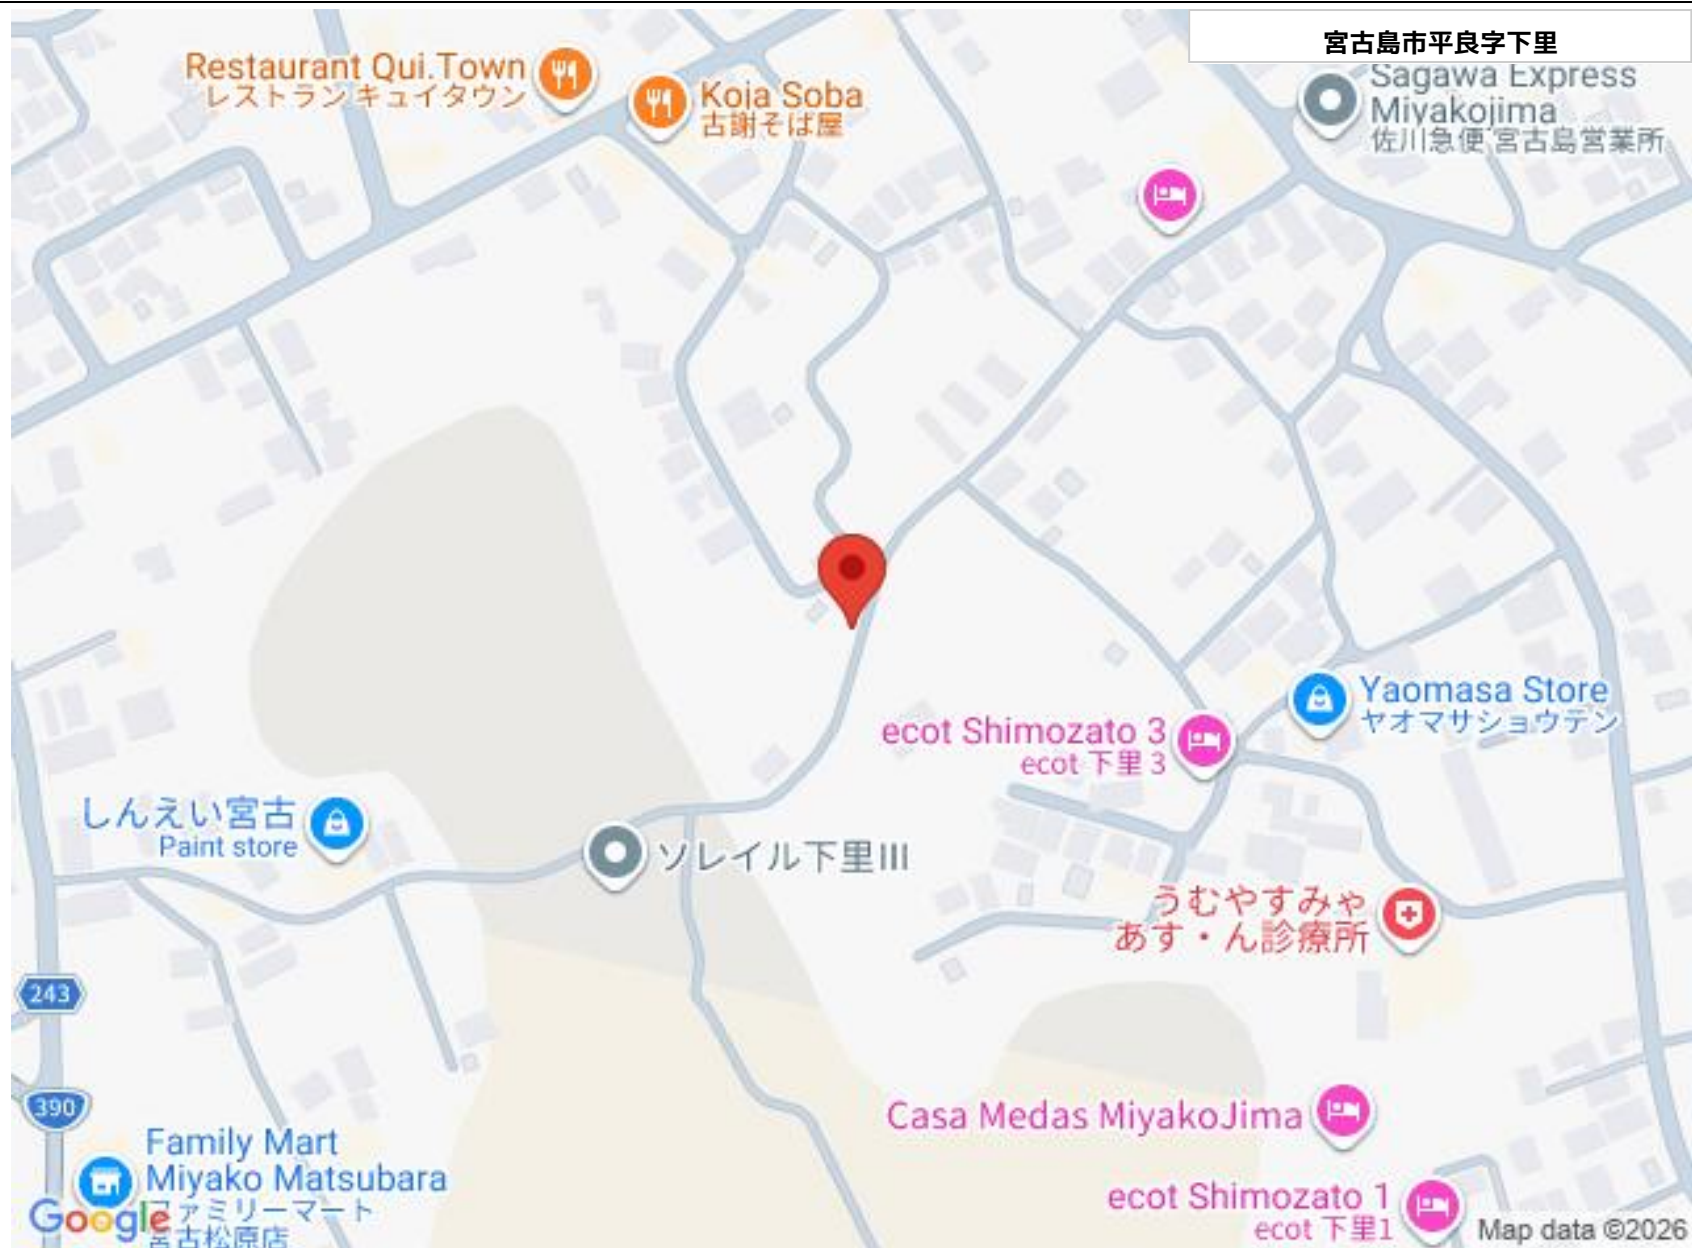 宮古島市平良字下里
Restaurant Qui.Town
レストラン キュイタウン
Koja Soba
古謝そば屋
Sagawa Express
Miyakojima
佐川急便 宮古島営業所
Yaomasa Store
ヤオマサショウテン
ecot Shimozato 3
ecot 下里 3
しんえい宮古
Paint store
ソレイル下里III
うむやすみゃ
あす・ん診療所
243
390
Casa Medas MiyakoJima
Family Mart
Miyako Matsubara
ファミリーマート
宮古松原店
ecot Shimozato 1
ecot 下里1
Google
Map data ©2026